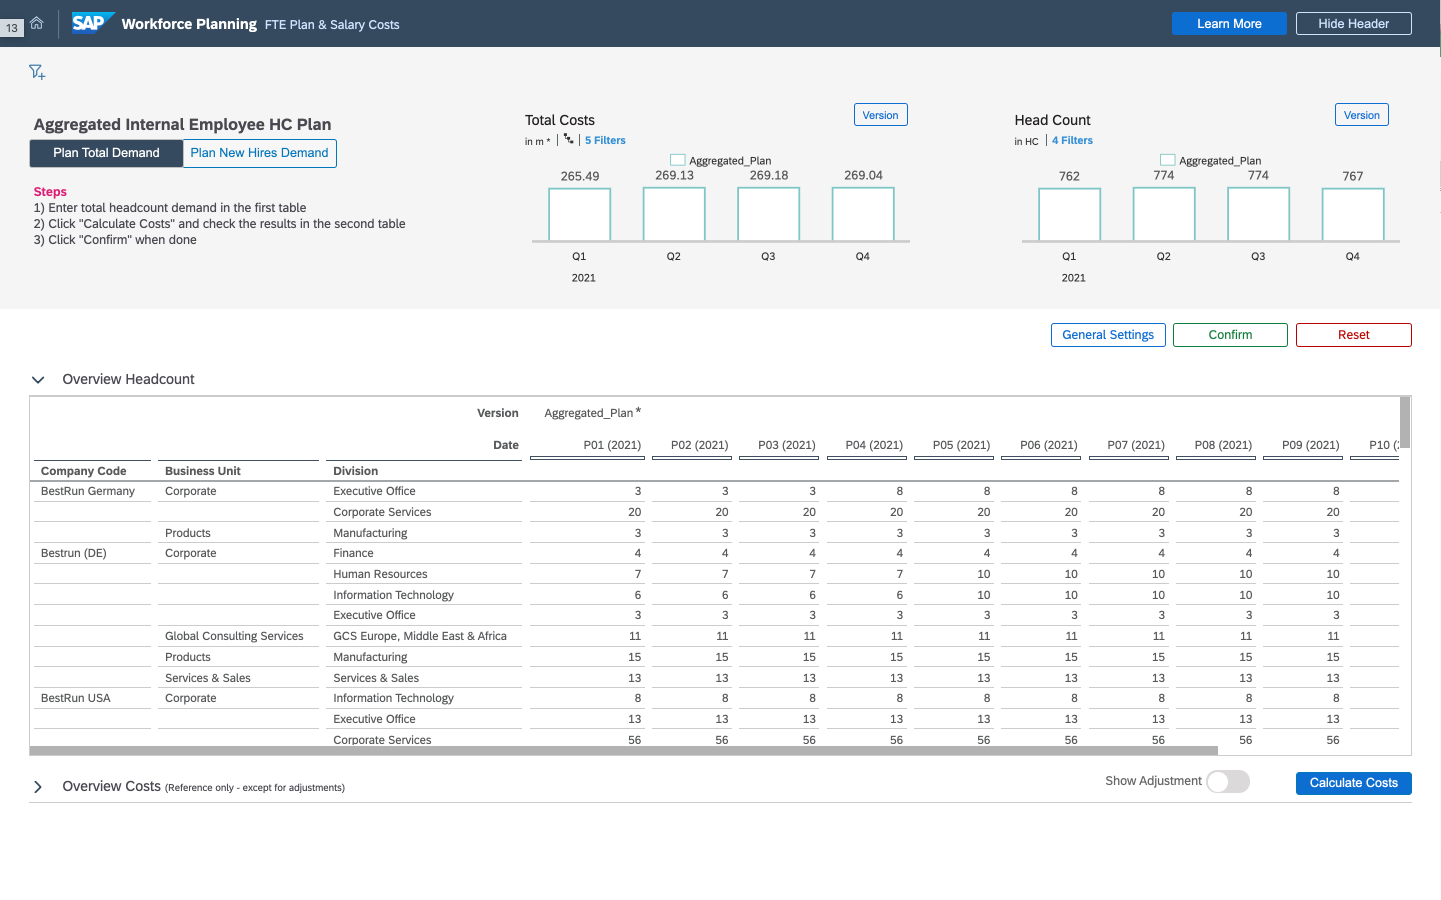 13
SAP Workforce Planning FTE Plan & Salary Costs Learn More Hide Header
Aggregated Internal Employee HC Plan
Plan Total Demand Plan New Hires Demand
Steps
1) Enter total headcount demand in the first table
2) Click "Calculate Costs" and check the results in the second table
3) Click "Confirm" when done
Total Costs Version
in m * 5 Filters
Aggregated_Plan
265.49 269.13 269.18 269.04
Q1 Q2 Q3 Q4
2021
Head Count Version
in HC 4 Filters
Aggregated_Plan
762 774 774 767
Q1 Q2 Q3 Q4
2021
General Settings Confirm Reset
Overview Headcount
Version Aggregated_Plan *
Date P01 (2021) P02 (2021) P03 (2021) P04 (2021) P05 (2021) P06 (2021) P07 (2021) P08 (2021) P09 (2021) P10 (
Company Code Business Unit Division
BestRun Germany Corporate Executive Office 3 3 3 8 8 8 8 8 8
Corporate Services 20 20 20 20 20 20 20 20 20
Products Manufacturing 3 3 3 3 3 3 3 3 3
Bestrun (DE) Corporate Finance 4 4 4 4 4 4 4 4 4
Human Resources 7 7 7 7 10 10 10 10 10
Information Technology 6 6 6 6 10 10 10 10 10
Executive Office 3 3 3 3 3 3 3 3 3
Global Consulting Services GCS Europe, Middle East & Africa 11 11 11 11 11 11 11 11 11
Products Manufacturing 15 15 15 15 15 15 15 15 15
Services & Sales Services & Sales 13 13 13 13 13 13 13 13 13
BestRun USA Corporate Information Technology 8 8 8 8 8 8 8 8 8
Executive Office 13 13 13 13 13 13 13 13 13
Corporate Services 56 56 56 56 56 56 56 56 56
Overview Costs (Reference only - except for adjustments) Show Adjustment Calculate Costs